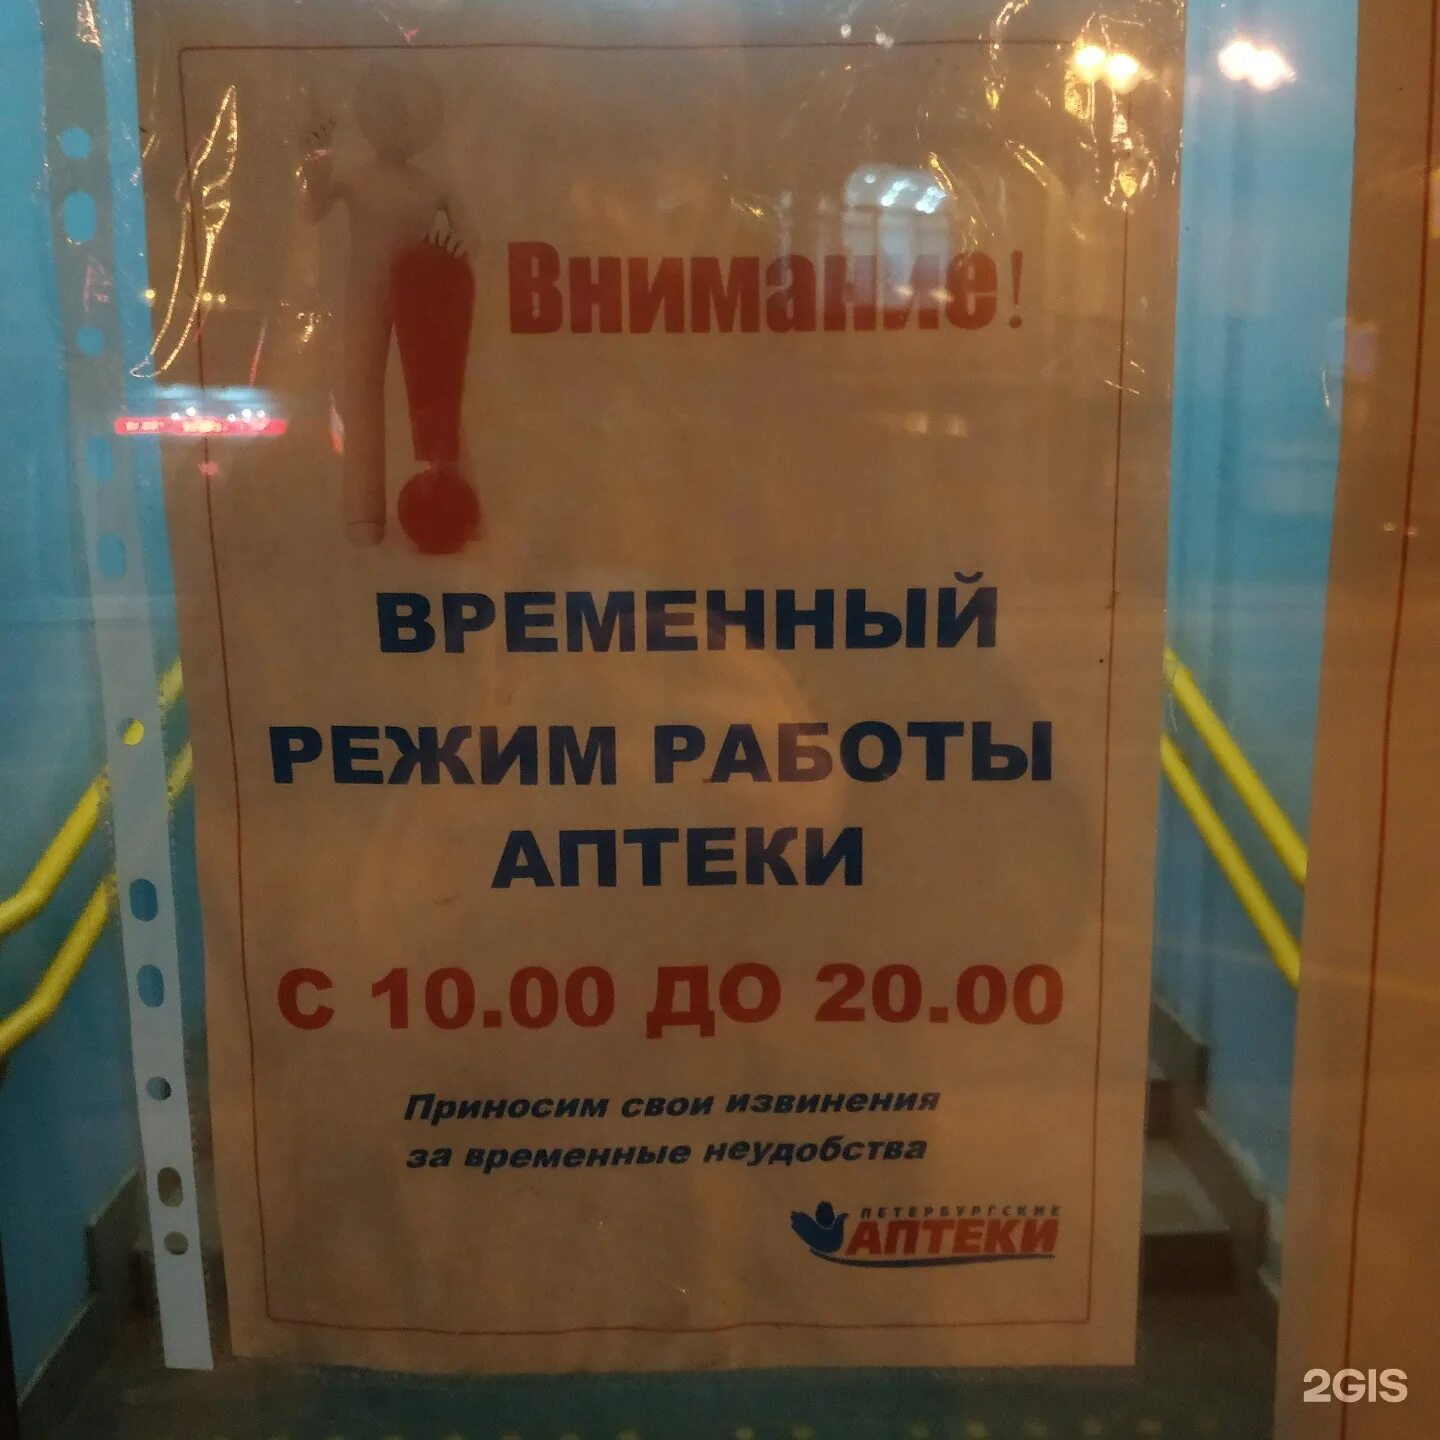 Внимание!
ВРЕМЕННЫЙ
РЕЖИМ РАБОТЫ
АПТЕКИ
С 10.00 ДО 20.00
Приносим свои извинения
за временные неудобства
ПЕТЕРБУРГСКИЕ
АПТЕКИ
2GIS